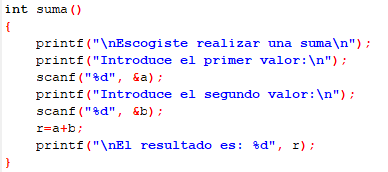 int suma()
{
    printf("\nEscogiste realizar una suma\n");
    printf("Introduce el primer valor:\n");
    scanf("%d", &a);
    printf("Introduce el segundo valor:\n");
    scanf("%d", &b);
    r=a+b;
    printf("\nEl resultado es: %d", r);
}